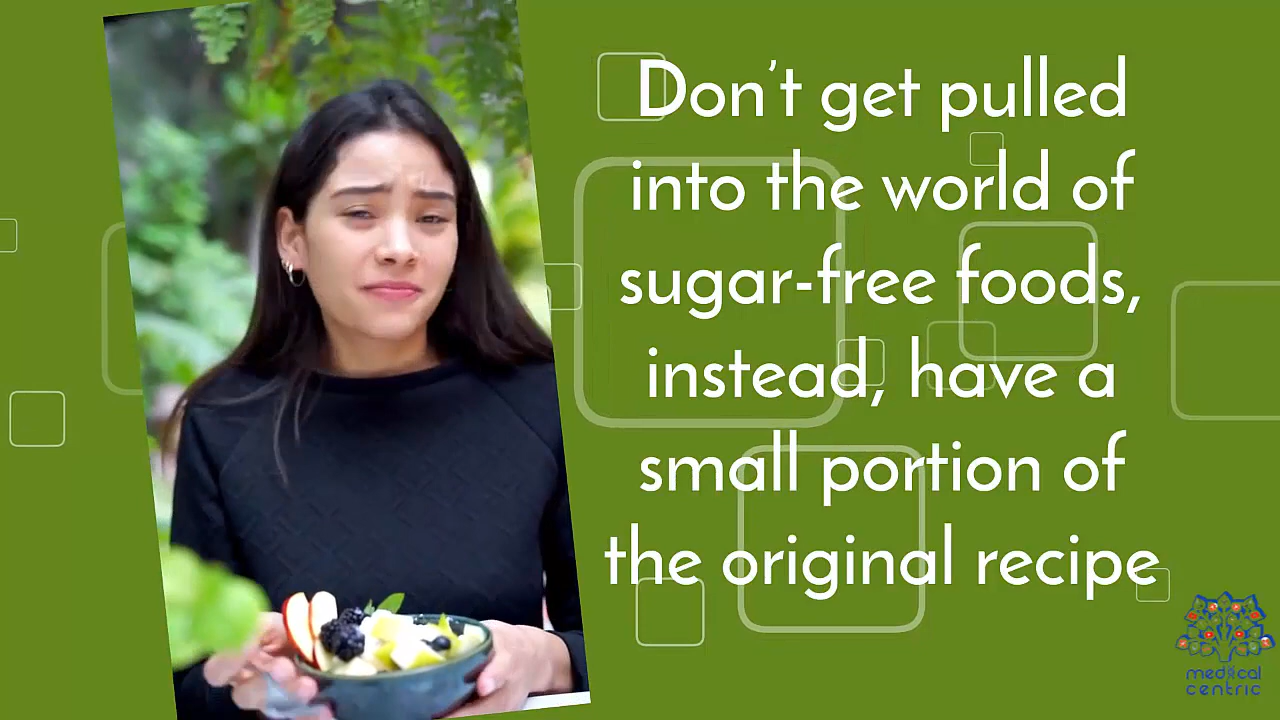 Don't get pulled
into the world of
sugar-free foods,
instead, have a
small portion of
the original recipe
medical
centric